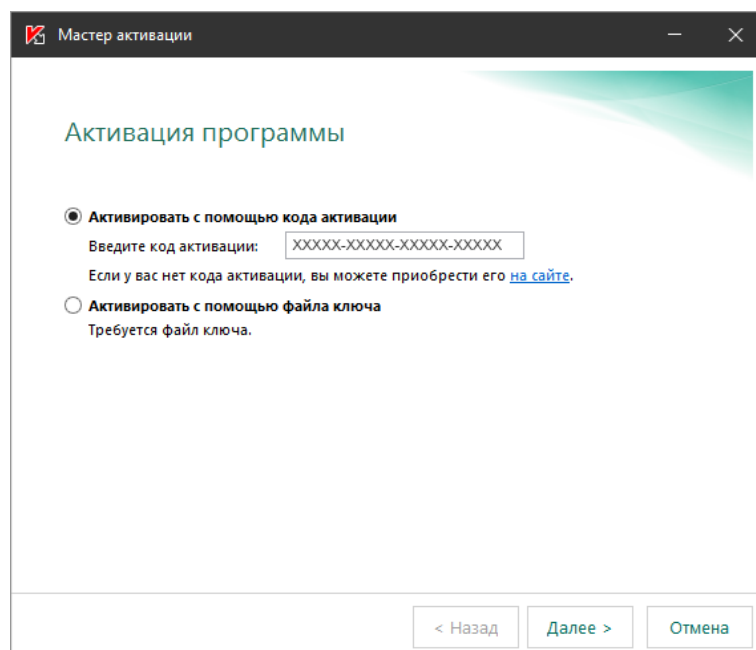 Мастер активации
Активация программы
Активировать с помощью кода активации
Введите код активации: XXXXX-XXXXX-XXXXX-XXXXX
Если у вас нет кода активации, вы можете приобрести его на сайте.
Активировать с помощью файла ключа
Требуется файл ключа.
< Назад Далее > Отмена